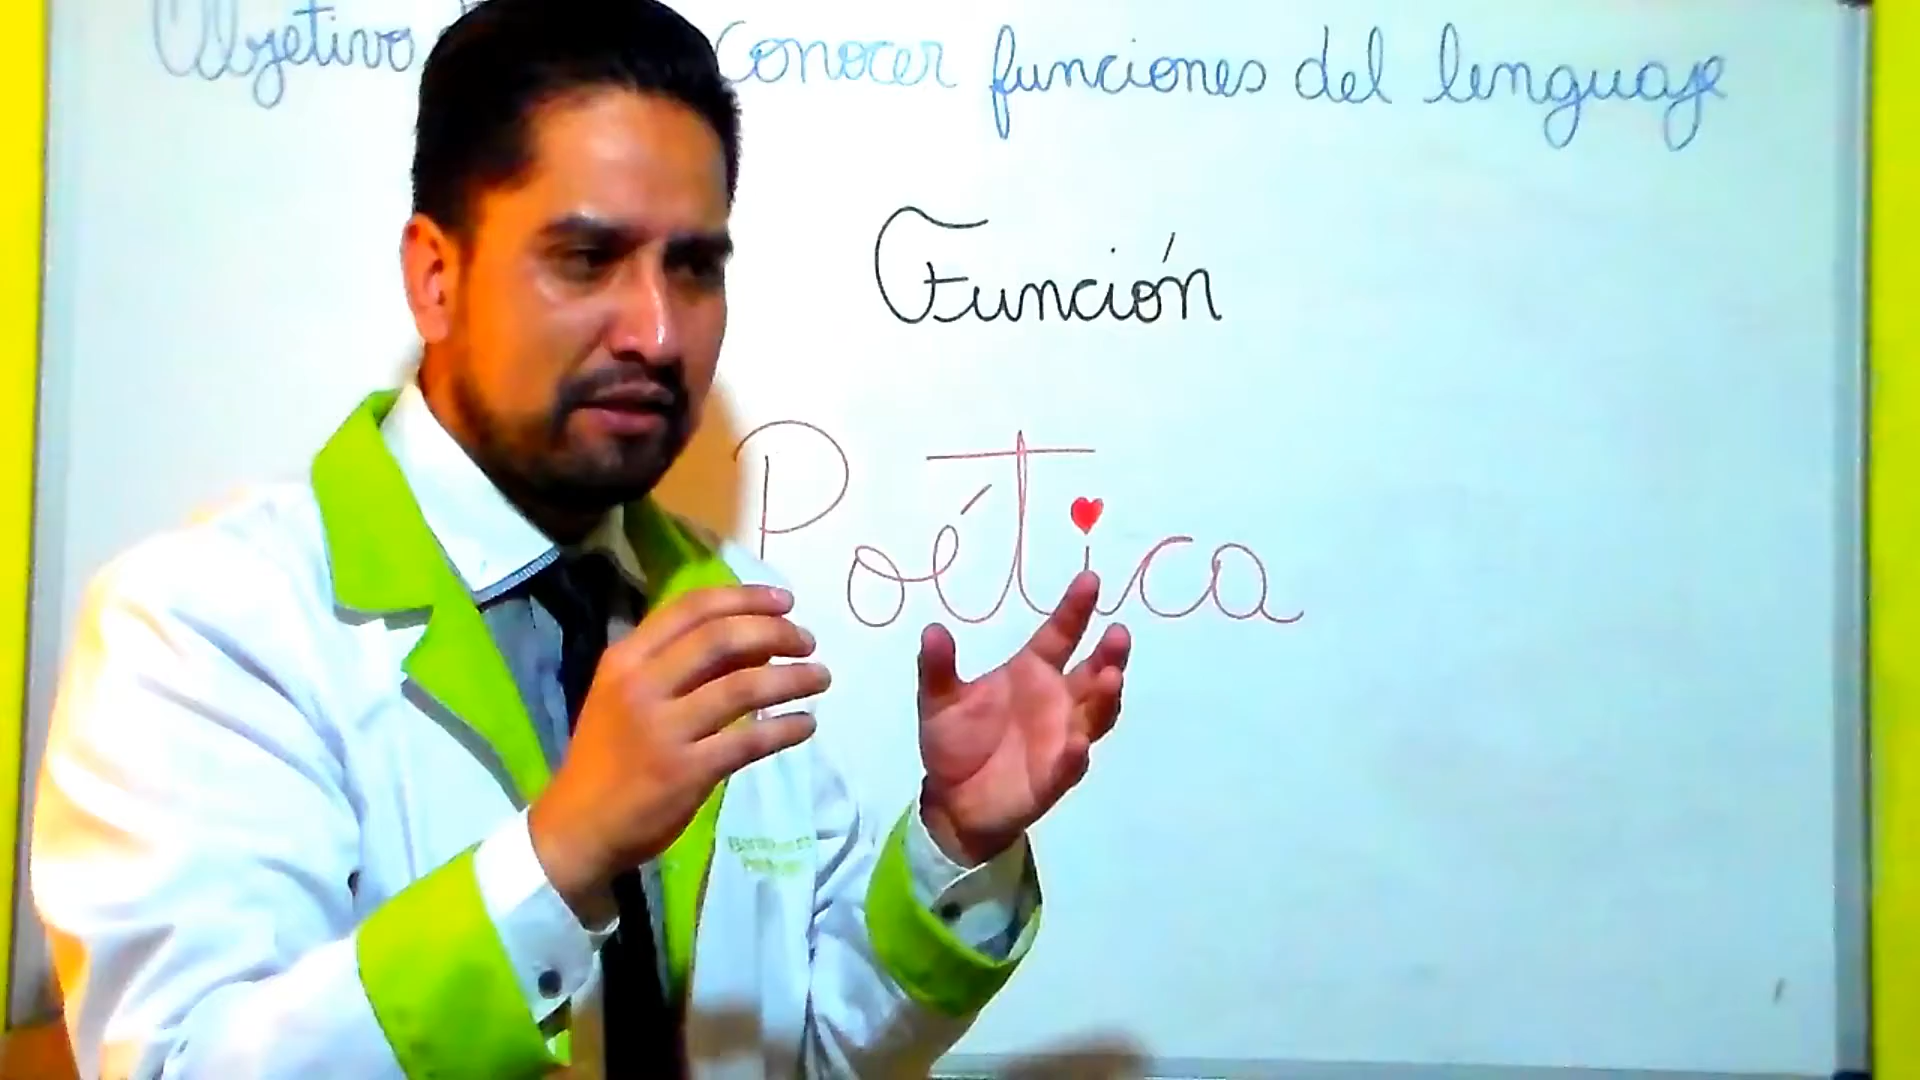 Objetivo conocer funciones del lenguaje
Función
Poética